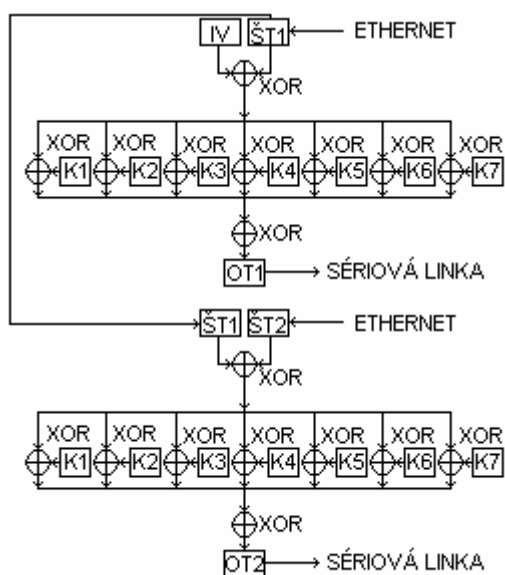 IV ŠT1 ETHERNET
XOR
XOR XOR XOR XOR XOR XOR XOR
K1 K2 K3 K4 K5 K6 K7
XOR
OT1 SÉRIOVÁ LINKA
ŠT1 ŠT2 ETHERNET
XOR
XOR XOR XOR XOR XOR XOR XOR
K1 K2 K3 K4 K5 K6 K7
XOR
OT2 SÉRIOVÁ LINKA